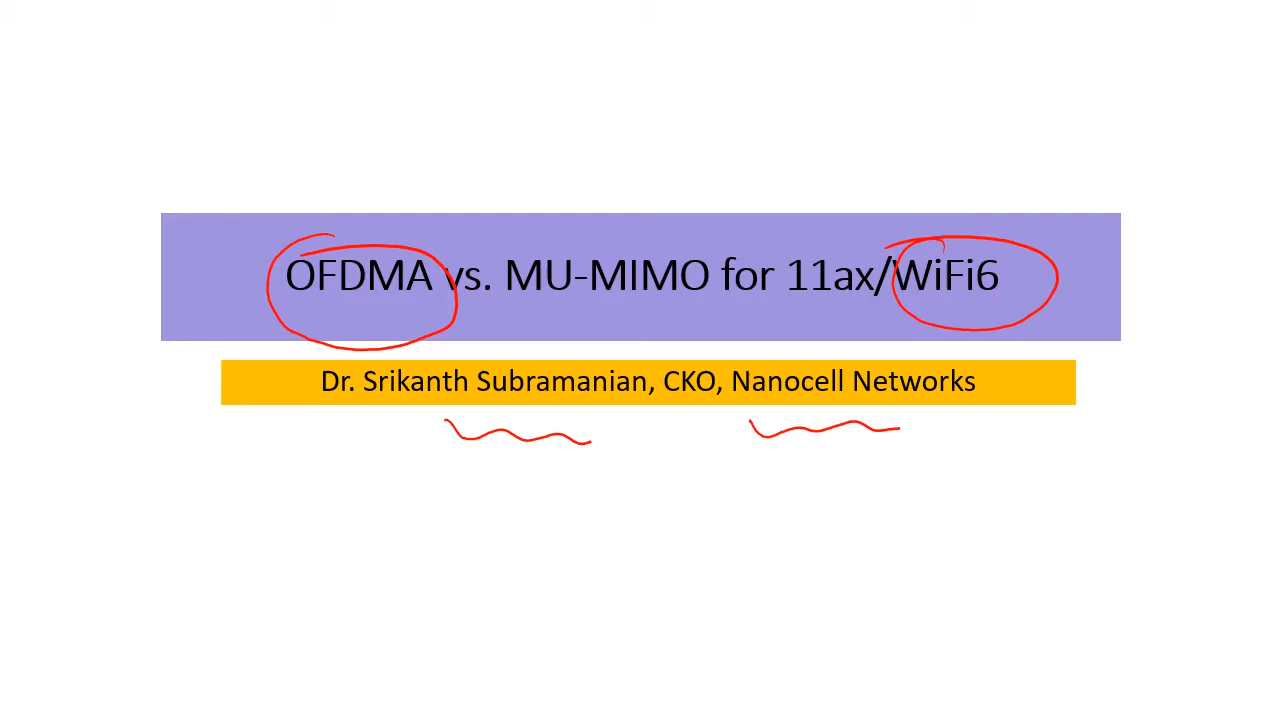 OFDMA vs. MU-MIMO for 11ax/WiFi6
Dr. Srikanth Subramanian, CKO, Nanocell Networks